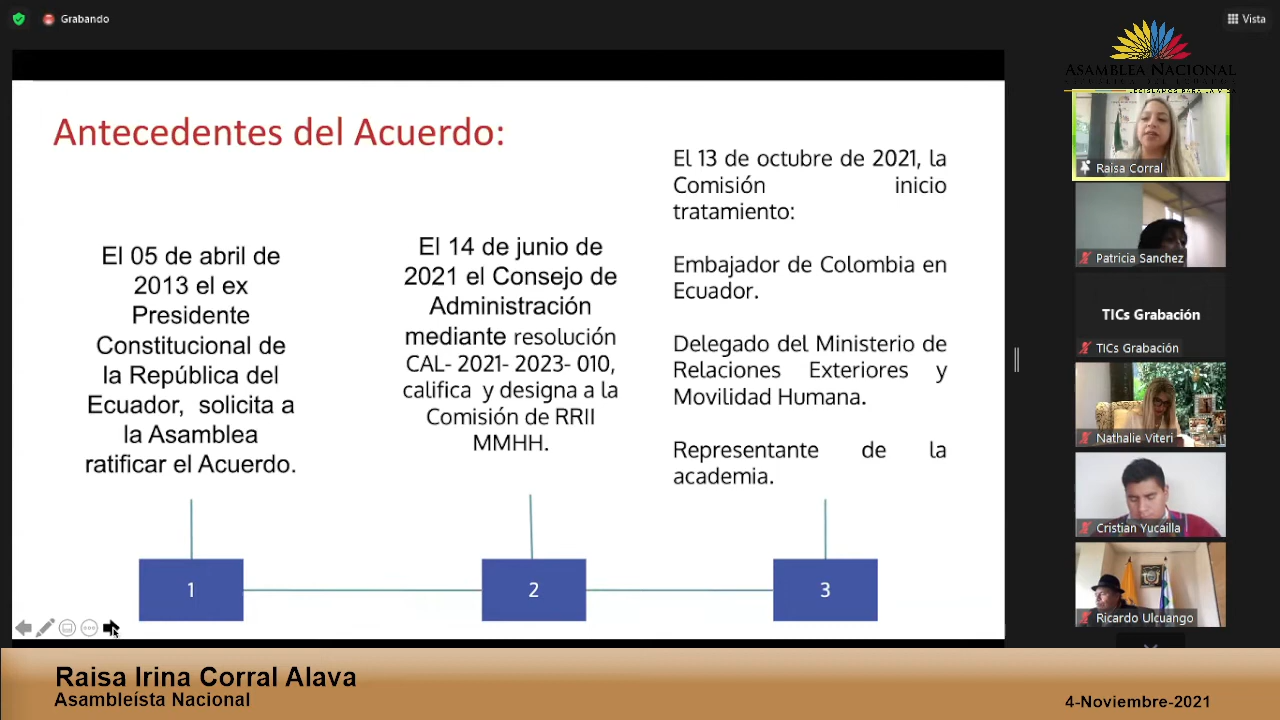 Grabando
Vista
ASAMBLEA NACIONAL
Antecedentes del Acuerdo:
El 05 de abril de
2013 el ex
Presidente
Constitucional de
la República del
Ecuador, solicita a
la Asamblea
ratificar el Acuerdo.
El 14 de junio de
2021 el Consejo de
Administración
mediante resolución
CAL- 2021- 2023- 010,
califica y designa a la
Comisión de RRII
MMHH.
El 13 de octubre de 2021, la
Comisión inicio
tratamiento:
Embajador de Colombia en
Ecuador.
Delegado del Ministerio de
Relaciones Exteriores y
Movilidad Humana.
Representante de la
academia.
1
2
3
Raisa Corral
Patricia Sanchez
TICs Grabación
TICs Grabación
Nathalie Viteri
Cristian Yucailla
Ricardo Ulcuango
Raisa Irina Corral Alava
Asambleísta Nacional
4-Noviembre-2021